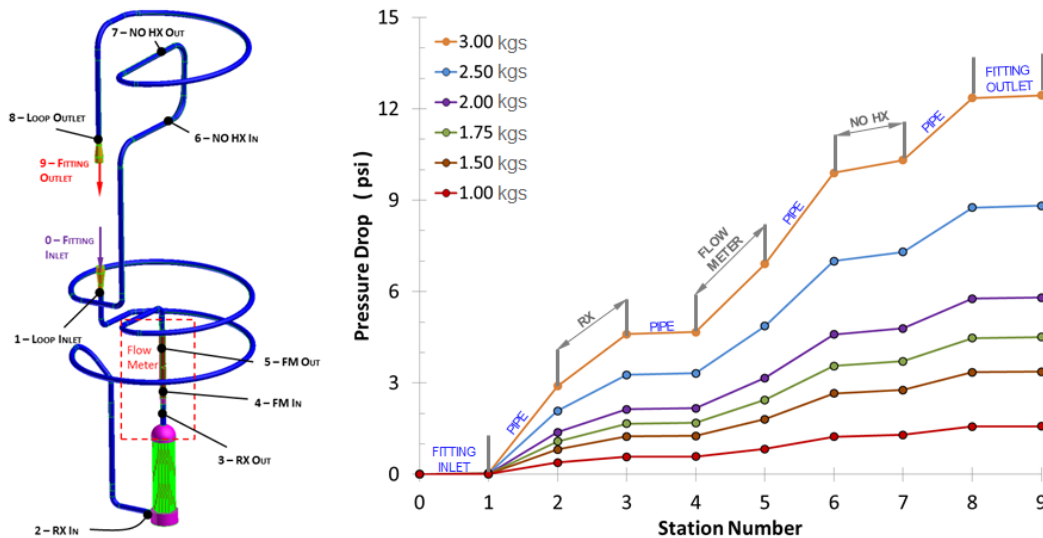 7 – NO HX OUT
8 – LOOP OUTLET
6 – NO HX IN
9 – FITTING
OUTLET
0 – FITTING
INLET
1 – LOOP INLET
Flow
Meter
5 – FM OUT
4 – FM IN
3 – RX OUT
2 – RX IN
Pressure Drop ( psi )
15
12
9
6
3
0
3.00 kgs
2.50 kgs
2.00 kgs
1.75 kgs
1.50 kgs
1.00 kgs
FITTING
INLET
PIPE
RX
PIPE
FLOW
METER
PIPE
NO HX
PIPE
FITTING
OUTLET
0 1 2 3 4 5 6 7 8 9
Station Number